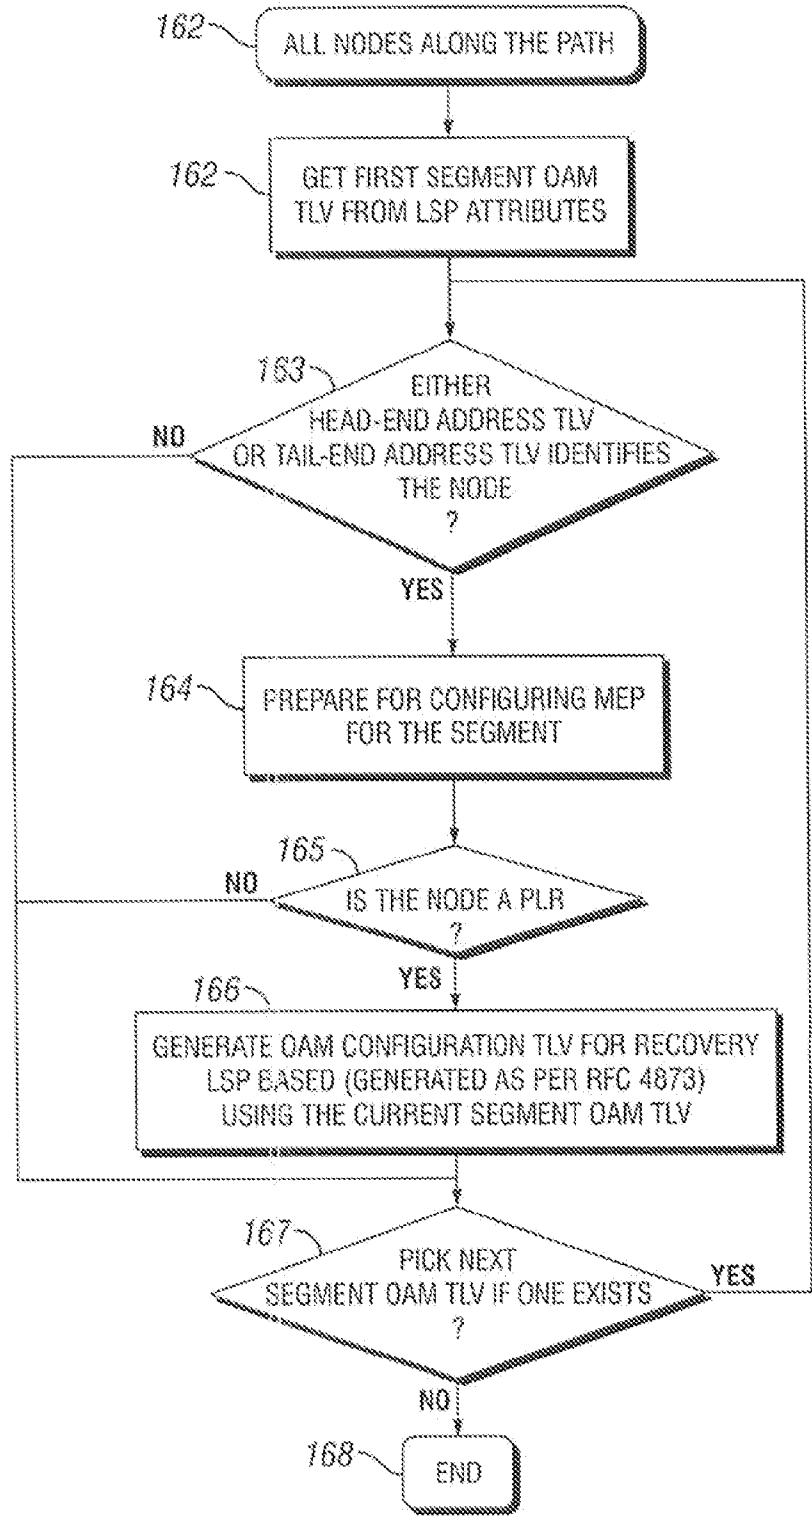 162
ALL NODES ALONG THE PATH
162
GET FIRST SEGMENT OAM
TLV FROM LSP ATTRIBUTES
163
EITHER
HEAD-END ADDRESS TLV
OR TAIL-END ADDRESS TLV IDENTIFIES
THE NODE
?
NO
YES
164
PREPARE FOR CONFIGURING MEP
FOR THE SEGMENT
165
NO
IS THE NODE A PLR
?
YES
166
GENERATE OAM CONFIGURATION TLV FOR RECOVERY
LSP BASED (GENERATED AS PER RFC 4873)
USING THE CURRENT SEGMENT OAM TLV
167
PICK NEXT
SEGMENT OAM TLV IF ONE EXISTS
?
YES
NO
168
END